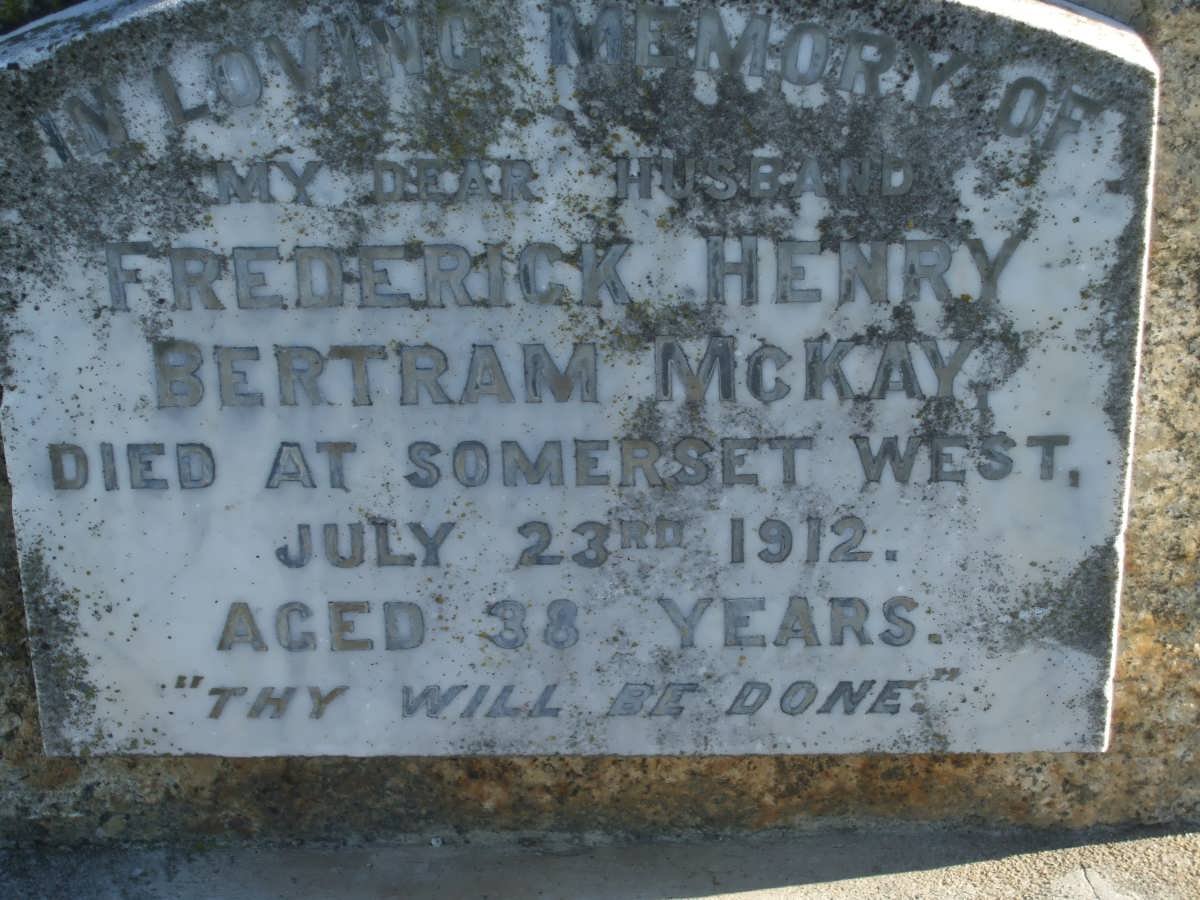 IN LOVING MEMORY OF
MY DEAR HUSBAND
FREDERICK HENRY
BERTRAM MCKAY,
DIED AT SOMERSET WEST,
JULY 23RD 1912.
AGED 38 YEARS.
"THY WILL BE DONE."